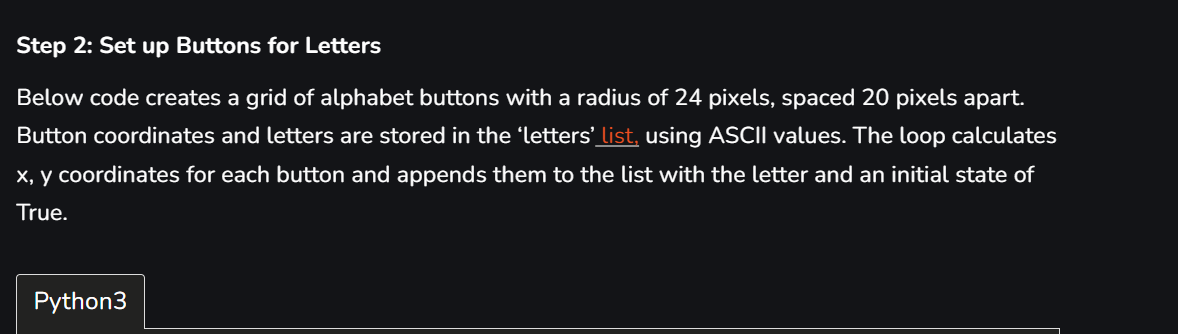 Step 2: Set up Buttons for Letters
Below code creates a grid of alphabet buttons with a radius of 24 pixels, spaced 20 pixels apart.
Button coordinates and letters are stored in the ‘letters’ list, using ASCII values. The loop calculates
x, y coordinates for each button and appends them to the list with the letter and an initial state of
True.
Python3